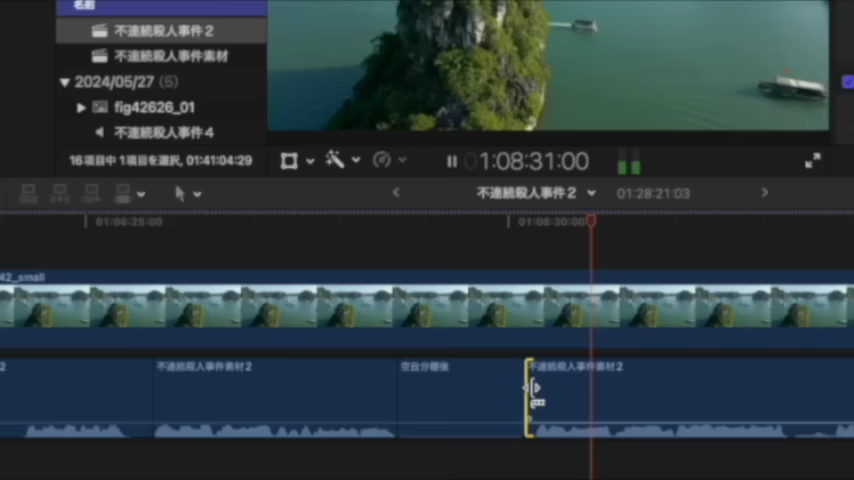 名前
不連続殺人事件2
不連続殺人事件素材
2024/05/27 (5)
fig42626_01
不連続殺人事件4
16項目中 1項目を選択, 01:41:04:29
01:08:31:00
不連続殺人事件2
01:28:21:03
01:08:25:00
01:08:30:00
42_small
2
不連続殺人事件素材2
空白分離後
不連続殺人事件素材2